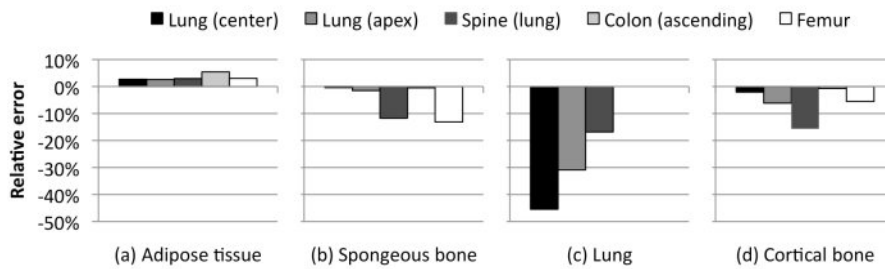 Lung (center) Lung (apex) Spine (lung) Colon (ascending) Femur
10%
0%
-10%
-20%
-30%
-40%
-50%
Relative error
(a) Adipose tissue (b) Spongeous bone (c) Lung (d) Cortical bone